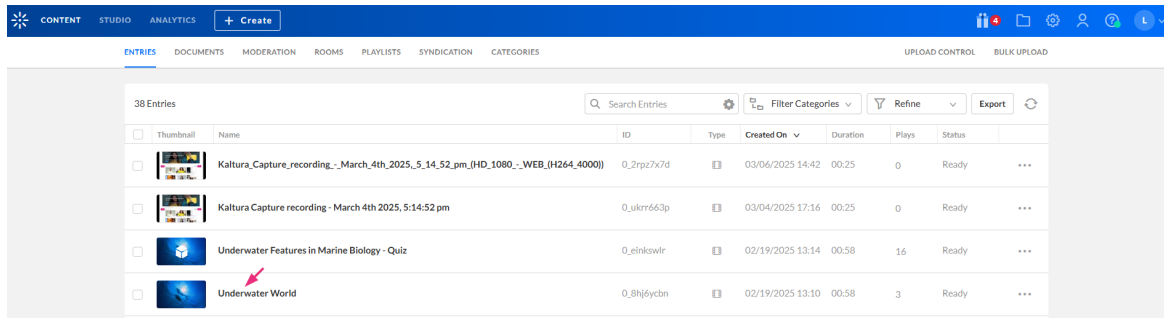 CONTENT STUDIO ANALYTICS + Create 4 L
ENTRIES DOCUMENTS MODERATION ROOMS PLAYLISTS SYNDICATION CATEGORIES UPLOAD CONTROL BULK UPLOAD
38 Entries Search Entries Filter Categories Refine Export
Thumbnail Name ID Type Created On Duration Plays Status
Kaltura_Capture_recording_-_March_4th_2025,_5_14_52_pm_(HD_1080_-_WEB_(H264_4000)) 0_2rpz7x7d 03/06/2025 14:42 00:25 0 Ready
Kaltura Capture recording - March 4th 2025, 5:14:52 pm 0_ukrr663p 03/04/2025 17:16 00:25 0 Ready
Underwater Features in Marine Biology - Quiz 0_einkswlr 02/19/2025 13:14 00:58 16 Ready
Underwater World 0_8hj6ycbn 02/19/2025 13:10 00:58 3 Ready